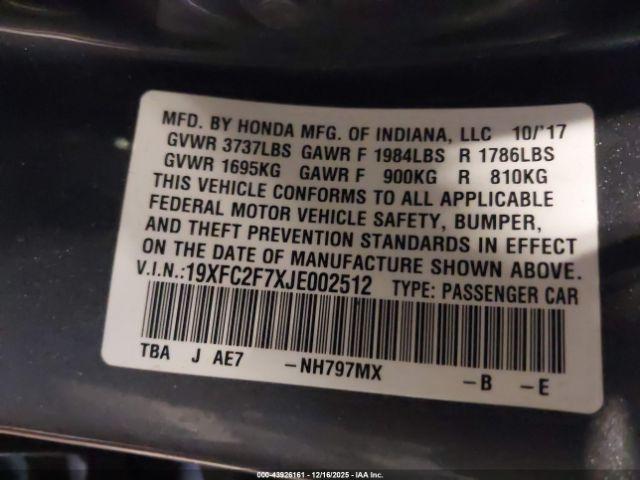 MFD. BY HONDA MFG. OF INDIANA, LLC 10/'17
GVWR 3737LBS GAWR F 1984LBS R 1786LBS
GVWR 1695KG GAWR F 900KG R 810KG
THIS VEHICLE CONFORMS TO ALL APPLICABLE
FEDERAL MOTOR VEHICLE SAFETY, BUMPER,
AND THEFT PREVENTION STANDARDS IN EFFECT
ON THE DATE OF MANUFACTURE SHOWN ABOVE.
V.I.N.:19XFC2F7XJE002512 TYPE: PASSENGER CAR
TBA J AE7 -NH797MX -B -E
000-43926161 - 12/16/2025 - IAA Inc.